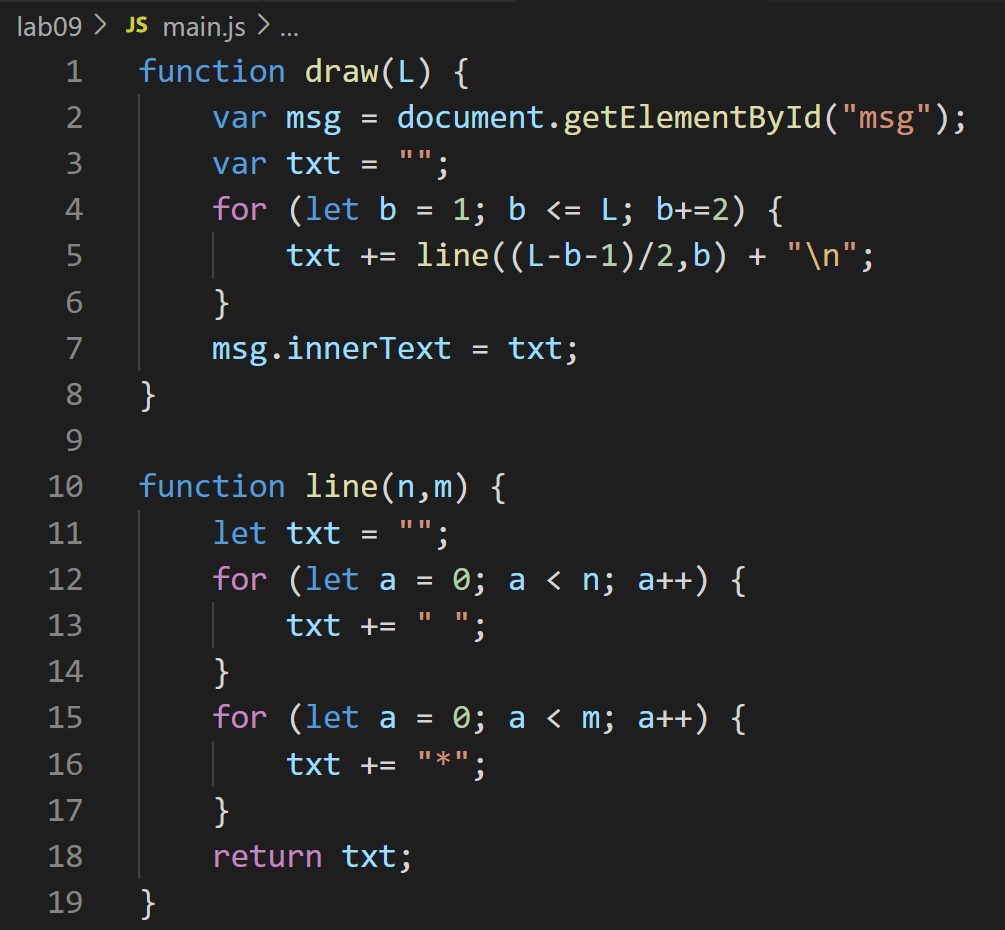 lab09 > JS main.js > ...
1 function draw(L) {
2     var msg = document.getElementById("msg");
3     var txt = "";
4     for (let b = 1; b <= L; b+=2) {
5         txt += line((L-b-1)/2,b) + "\n";
6     }
7     msg.innerText = txt;
8 }
9
10 function line(n,m) {
11     let txt = "";
12     for (let a = 0; a < n; a++) {
13         txt += " ";
14     }
15     for (let a = 0; a < m; a++) {
16         txt += "*";
17     }
18     return txt;
19 }